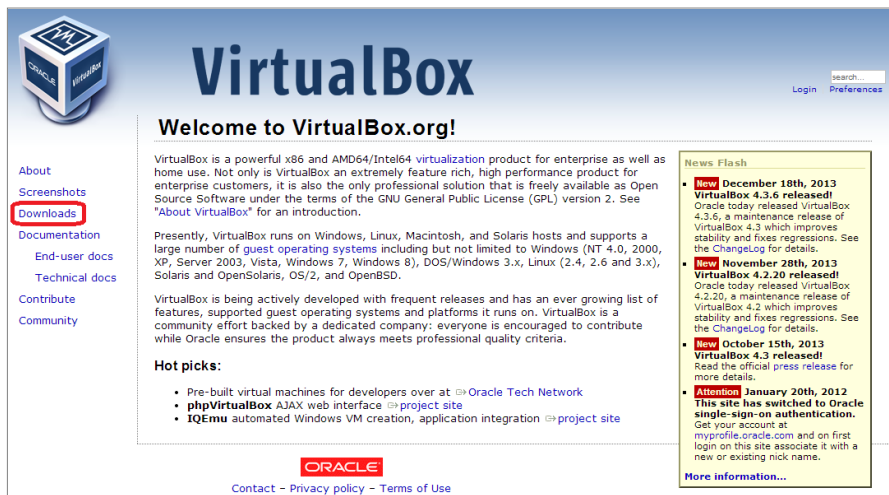 ORACLE
VirtualBox
VirtualBox
search...
Login Preferences
Welcome to VirtualBox.org!
About
Screenshots
Downloads
Documentation
End-user docs
Technical docs
Contribute
Community
VirtualBox is a powerful x86 and AMD64/Intel64 virtualization product for enterprise as well as
home use. Not only is VirtualBox an extremely feature rich, high performance product for
enterprise customers, it is also the only professional solution that is freely available as Open
Source Software under the terms of the GNU General Public License (GPL) version 2. See
"About VirtualBox" for an introduction.
Presently, VirtualBox runs on Windows, Linux, Macintosh, and Solaris hosts and supports a
large number of guest operating systems including but not limited to Windows (NT 4.0, 2000,
XP, Server 2003, Vista, Windows 7, Windows 8), DOS/Windows 3.x, Linux (2.4, 2.6 and 3.x),
Solaris and OpenSolaris, OS/2, and OpenBSD.
VirtualBox is being actively developed with frequent releases and has an ever growing list of
features, supported guest operating systems and platforms it runs on. VirtualBox is a
community effort backed by a dedicated company: everyone is encouraged to contribute
while Oracle ensures the product always meets professional quality criteria.
Hot picks:
• Pre-built virtual machines for developers over at Oracle Tech Network
• phpVirtualBox AJAX web interface project site
• IQEmu automated Windows VM creation, application integration project site
News Flash
New December 18th, 2013
VirtualBox 4.3.6 released!
Oracle today released VirtualBox
4.3.6, a maintenance release of
VirtualBox 4.3 which improves
stability and fixes regressions. See
the ChangeLog for details.
New November 28th, 2013
VirtualBox 4.2.20 released!
Oracle today released VirtualBox
4.2.20, a maintenance release of
VirtualBox 4.2 which improves
stability and fixes regressions. See
the ChangeLog for details.
New October 15th, 2013
VirtualBox 4.3 released!
Read the official press release for
more details.
Attention January 20th, 2012
This site has switched to Oracle
single-sign-on authentication.
Get your account at
myprofile.oracle.com and on first
login on this site associate it with a
new or existing nick name.
More information...
ORACLE
Contact – Privacy policy – Terms of Use